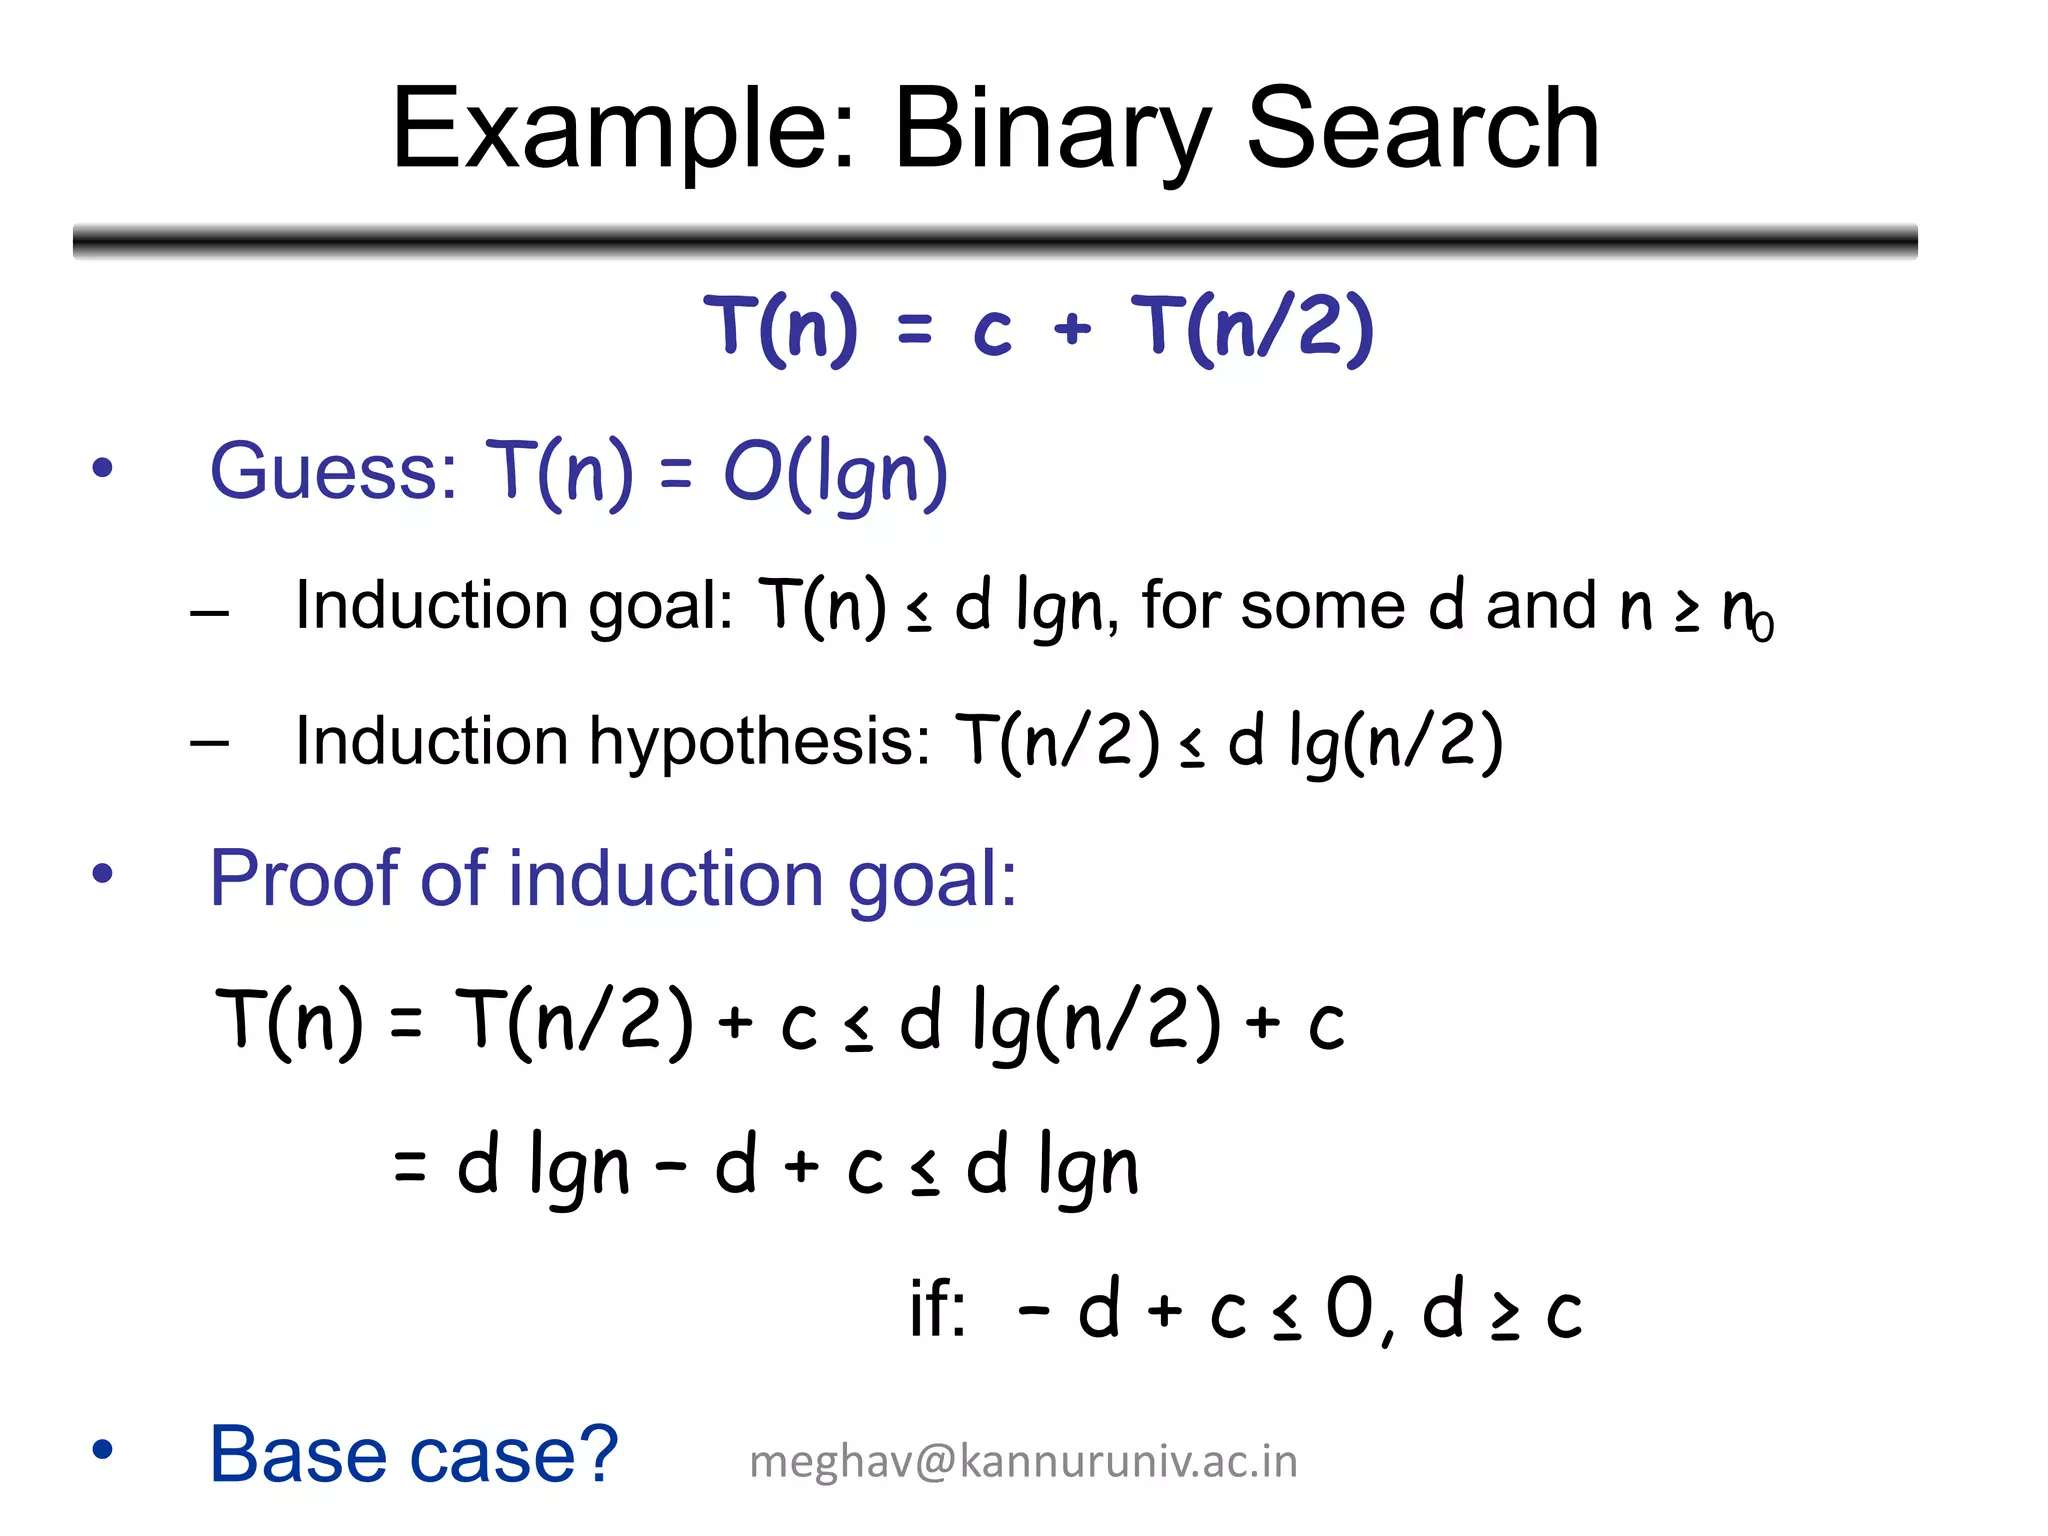 Example: Binary Search
T(n) = c + T(n/2)
• Guess: T(n) = O(lgn)
– Induction goal: T(n) ≤ d lgn, for some d and n ≥ n₀
– Induction hypothesis: T(n/2) ≤ d lg(n/2)
• Proof of induction goal:
T(n) = T(n/2) + c ≤ d lg(n/2) + c
= d lgn – d + c ≤ d lgn
if: – d + c ≤ 0, d ≥ c
• Base case? meghav@kannuruniv.ac.in